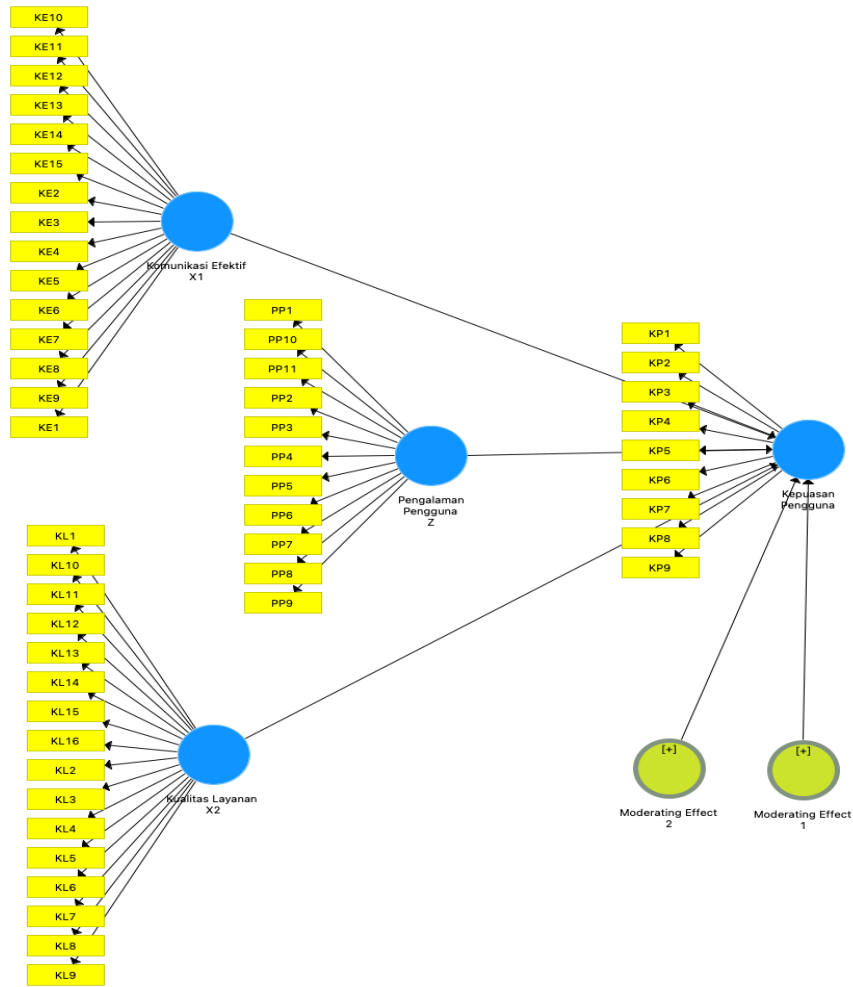 KE10
KE11
KE12
KE13
KE14
KE15
KE2
KE3
KE4
KE5
KE6
KE7
KE8
KE9
KE1
Komunikasi Efektif
X1
PP1
PP10
PP11
PP2
PP3
PP4
PP5
PP6
PP7
PP8
PP9
Pengalaman
Pengguna
Z
KP1
KP2
KP3
KP4
KP5
KP6
KP7
KP8
KP9
Kepuasan
Pengguna
KL1
KL10
KL11
KL12
KL13
KL14
KL15
KL16
KL2
KL3
KL4
KL5
KL6
KL7
KL8
KL9
Kualitas Layanan
X2
[+]
Moderating Effect
2
[+]
Moderating Effect
1